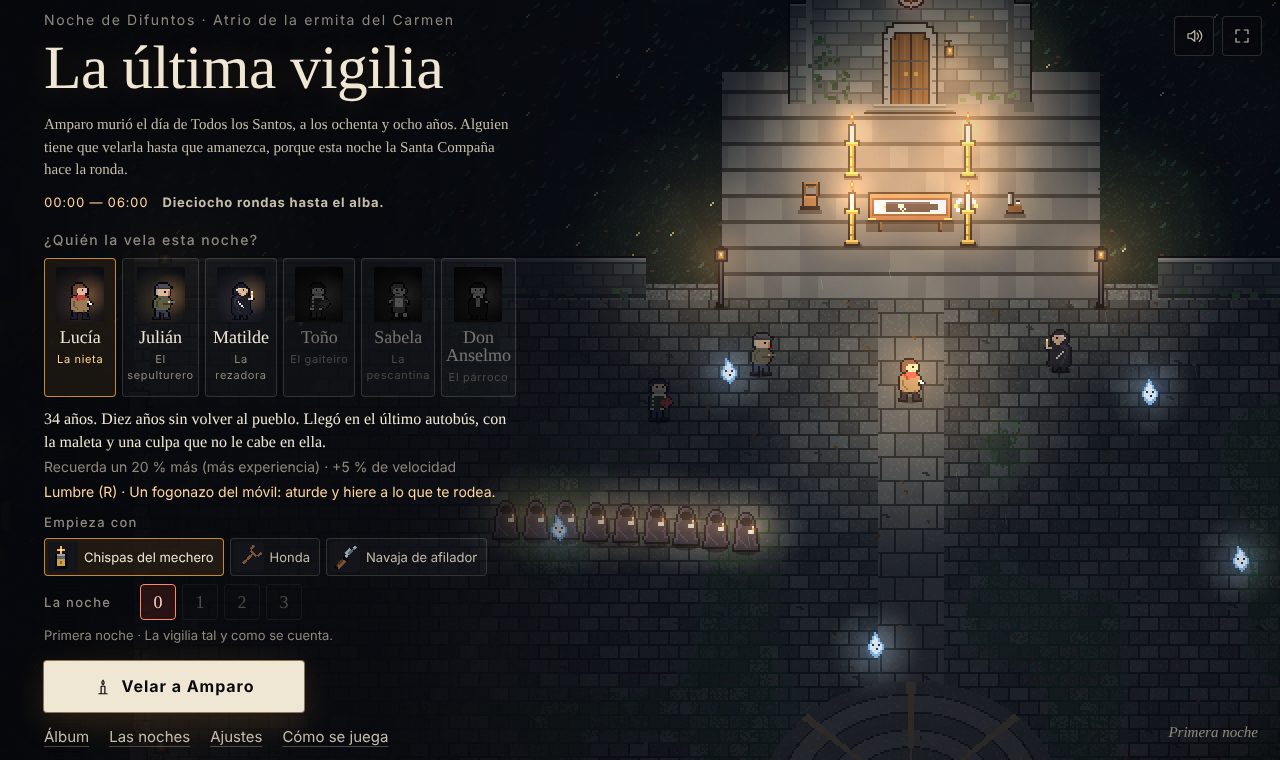 Noche de Difuntos · Atrio de la ermita del Carmen
La última vigilia
Amparo murió el día de Todos los Santos, a los ochenta y ocho años. Alguien
tiene que velarla hasta que amanezca, porque esta noche la Santa Compaña
hace la ronda.
00:00 — 06:00 Dieciocho rondas hasta el alba.
¿Quién la vela esta noche?
Lucía
La nieta
Julián
El
sepulturero
Matilde
La
rezadora
Toño
El gaiteiro
Sabela
La
pescantina
Don
Anselmo
El párroco
34 años. Diez años sin volver al pueblo. Llegó en el último autobús, con
la maleta y una culpa que no le cabe en ella.
Recuerda un 20 % más (más experiencia) · +5 % de velocidad
Lumbre (R) · Un fogonazo del móvil: aturde y hiere a lo que te rodea.
Empieza con
Chispas del mechero
Honda
Navaja de afilador
La noche 0 1 2 3
Primera noche · La vigilia tal y como se cuenta.
Velar a Amparo
Álbum Las noches Ajustes Cómo se juega
Primera noche